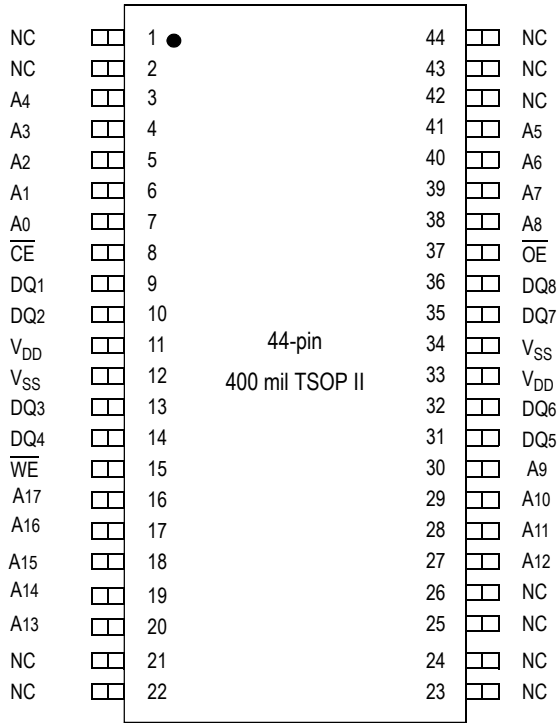 NC 1 44 NC
NC 2 43 NC
A4 3 42 NC
A3 4 41 A5
A2 5 40 A6
A1 6 39 A7
A0 7 38 A8
C̅E̅ 8 37 O̅E̅
DQ1 9 36 DQ8
DQ2 10 35 DQ7
VDD 11 44-pin 34 VSS
VSS 12 400 mil TSOP II 33 VDD
DQ3 13 32 DQ6
DQ4 14 31 DQ5
W̅E̅ 15 30 A9
A17 16 29 A10
A16 17 28 A11
A15 18 27 A12
A14 19 26 NC
A13 20 25 NC
NC 21 24 NC
NC 22 23 NC